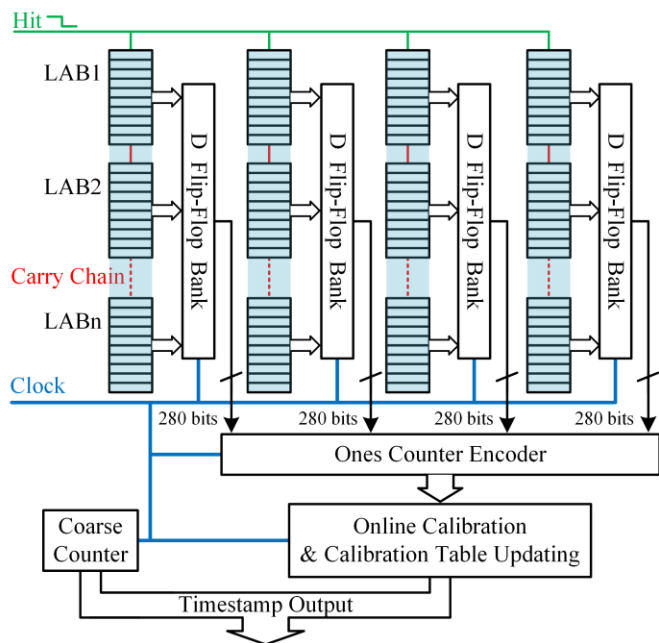 Hit
LAB1
LAB2
Carry Chain
LABn
D Flip-Flop Bank
D Flip-Flop Bank
D Flip-Flop Bank
D Flip-Flop Bank
Clock
280 bits
280 bits
280 bits
280 bits
Ones Counter Encoder
Coarse
Counter
Online Calibration
& Calibration Table Updating
Timestamp Output